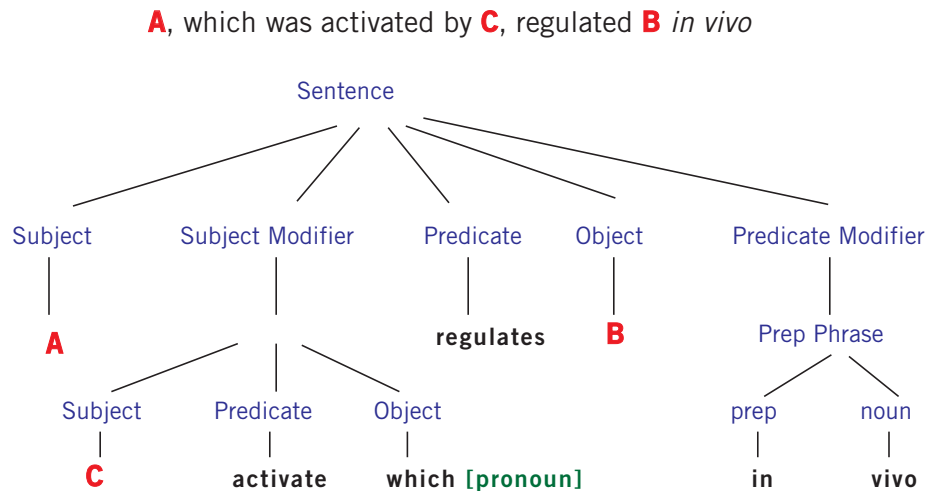 A, which was activated by C, regulated B in vivo
Sentence
Subject Subject Modifier Predicate Object Predicate Modifier
A regulates B Prep Phrase
Subject Predicate Object prep noun
C activate which [pronoun] in vivo